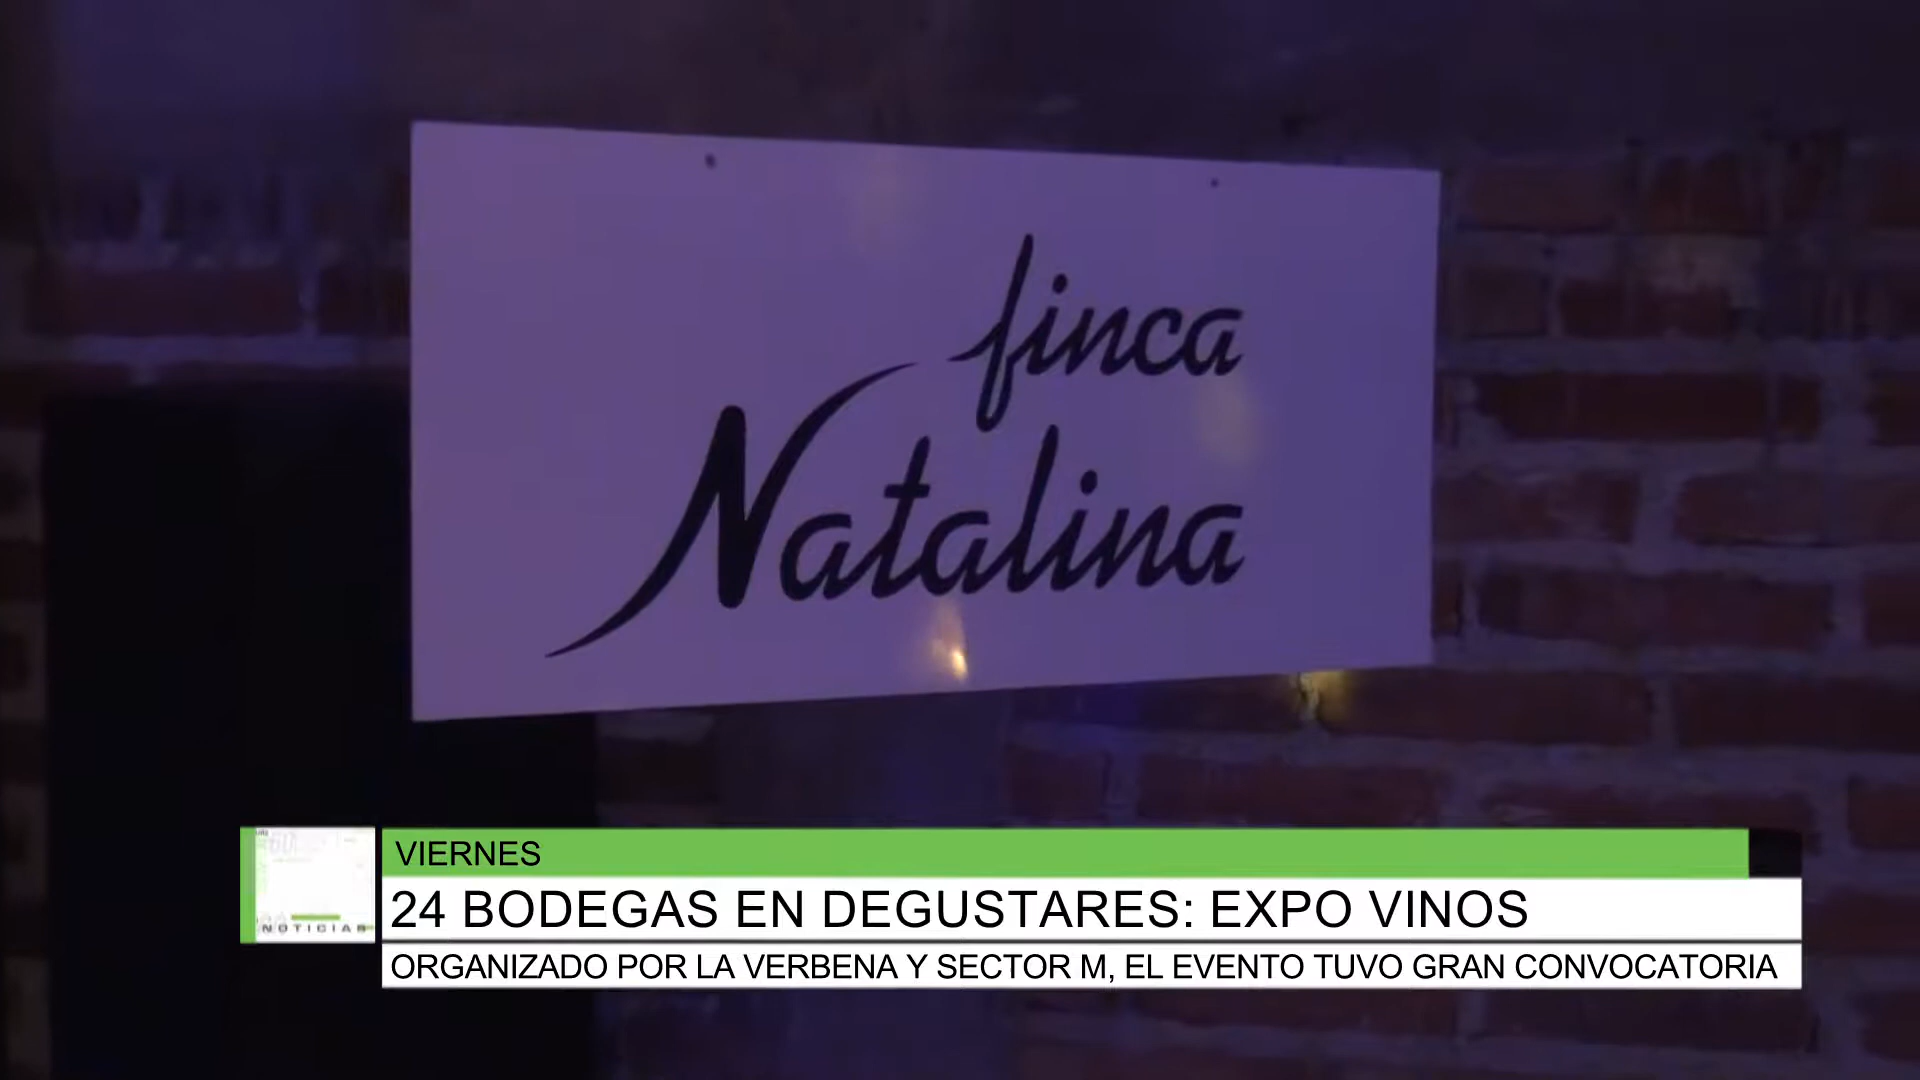 finca
Natalina
VIERNES
24 BODEGAS EN DEGUSTARES: EXPO VINOS
NOTICIAS
ORGANIZADO POR LA VERBENA Y SECTOR M, EL EVENTO TUVO GRAN CONVOCATORIA